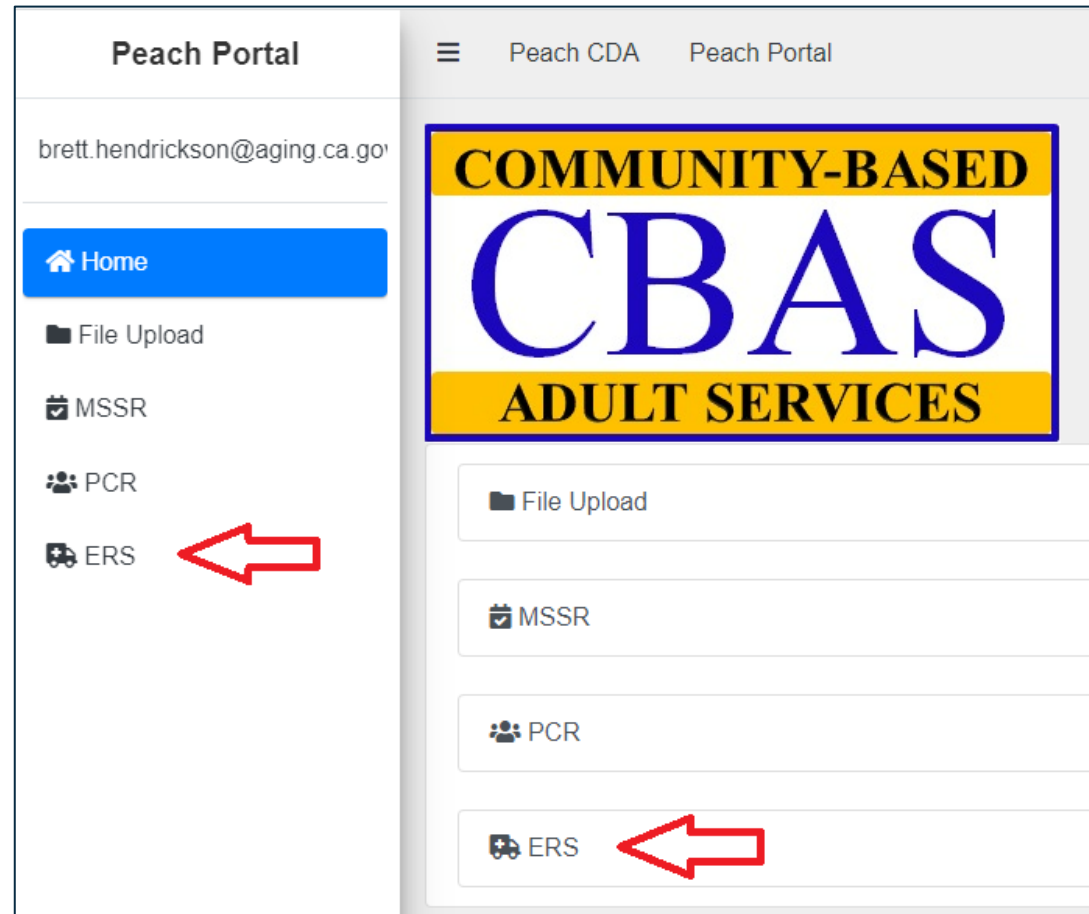 Peach Portal
brett.hendrickson@aging.ca.gov
Home
File Upload
MSSR
PCR
ERS
Peach CDA Peach Portal
COMMUNITY-BASED
CBAS
ADULT SERVICES
File Upload
MSSR
PCR
ERS